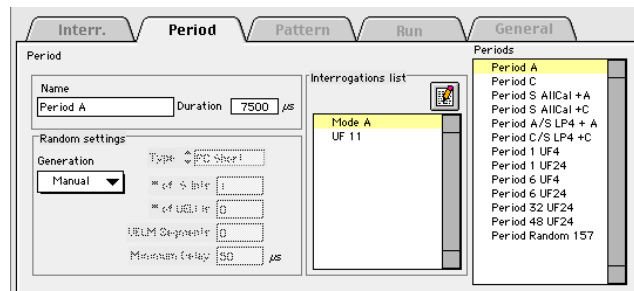 Interr.
Period
Pattern
Run
General
Period
Name
Period A
Duration 7500 µs
Random settings
Generation
Manual
Type PC Short
# of S Intr 1
# of UELM Ir 0
UELM Segments 0
Minimum Delay 50 µs
Interrogations list
Mode A
UF 11
Periods
Period A
Period C
Period S AllCal +A
Period S AllCal +C
Period A/S LP4 + A
Period C/S LP4 +C
Period 1 UF4
Period 1 UF24
Period 6 UF4
Period 6 UF24
Period 32 UF24
Period 48 UF24
Period Random 157